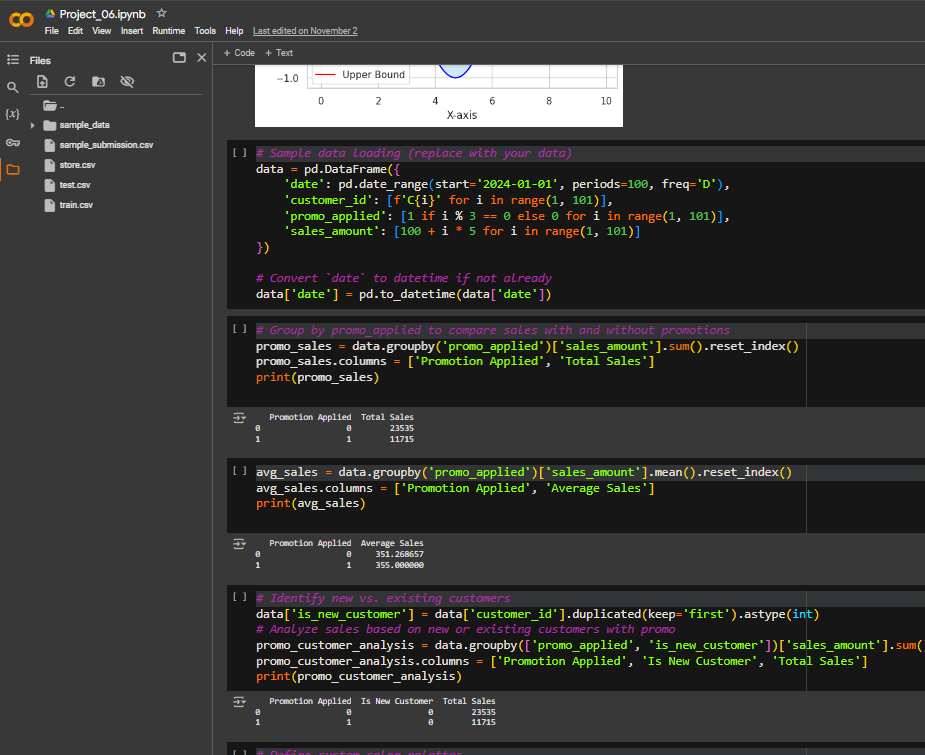 Project_06.ipynb
File Edit View Insert Runtime Tools Help Last edited on November 2
Files
+ Code + Text
..
sample_data
sample_submission.csv
store.csv
test.csv
train.csv
−1.0
Upper Bound
0 2 4 6 8 10
X-axis
[ ] # Sample data loading (replace with your data)
data = pd.DataFrame({
'date': pd.date_range(start='2024-01-01', periods=100, freq='D'),
'customer_id': [f'C{i}' for i in range(1, 101)],
'promo_applied': [1 if i % 3 == 0 else 0 for i in range(1, 101)],
'sales_amount': [100 + i * 5 for i in range(1, 101)]
})
# Convert `date` to datetime if not already
data['date'] = pd.to_datetime(data['date'])
[ ] # Group by promo_applied to compare sales with and without promotions
promo_sales = data.groupby('promo_applied')['sales_amount'].sum().reset_index()
promo_sales.columns = ['Promotion Applied', 'Total Sales']
print(promo_sales)
Promotion Applied Total Sales
0 0 23535
1 1 11715
[ ] avg_sales = data.groupby('promo_applied')['sales_amount'].mean().reset_index()
avg_sales.columns = ['Promotion Applied', 'Average Sales']
print(avg_sales)
Promotion Applied Average Sales
0 0 351.268657
1 1 355.000000
[ ] # Identify new vs. existing customers
data['is_new_customer'] = data['customer_id'].duplicated(keep='first').astype(int)
# Analyze sales based on new or existing customers with promo
promo_customer_analysis = data.groupby(['promo_applied', 'is_new_customer'])['sales_amount'].sum(
promo_customer_analysis.columns = ['Promotion Applied', 'Is New Customer', 'Total Sales']
print(promo_customer_analysis)
Promotion Applied Is New Customer Total Sales
0 0 0 23535
1 1 0 11715
[ ] # Define custom color palettes